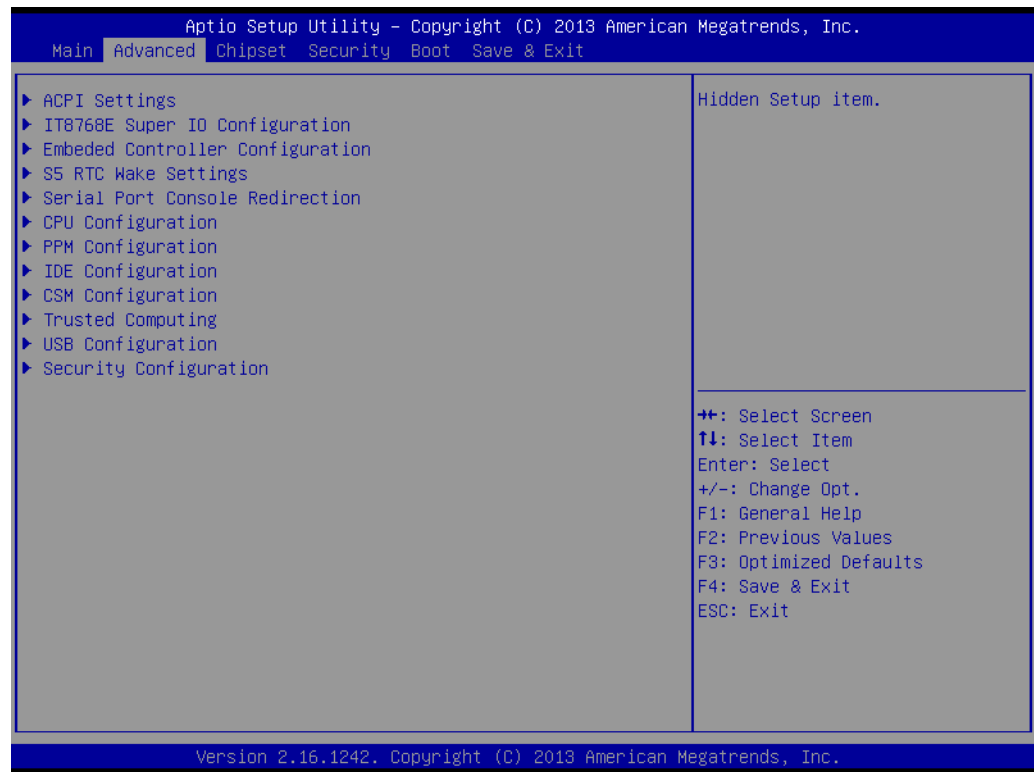 Aptio Setup Utility – Copyright (C) 2013 American Megatrends, Inc.
Main Advanced Chipset Security Boot Save & Exit
ACPI Settings
IT8768E Super IO Configuration
Embeded Controller Configuration
S5 RTC Wake Settings
Serial Port Console Redirection
CPU Configuration
PPM Configuration
IDE Configuration
CSM Configuration
Trusted Computing
USB Configuration
Security Configuration
Hidden Setup item.
→←: Select Screen
↑↓: Select Item
Enter: Select
+/-: Change Opt.
F1: General Help
F2: Previous Values
F3: Optimized Defaults
F4: Save & Exit
ESC: Exit
Version 2.16.1242. Copyright (C) 2013 American Megatrends, Inc.